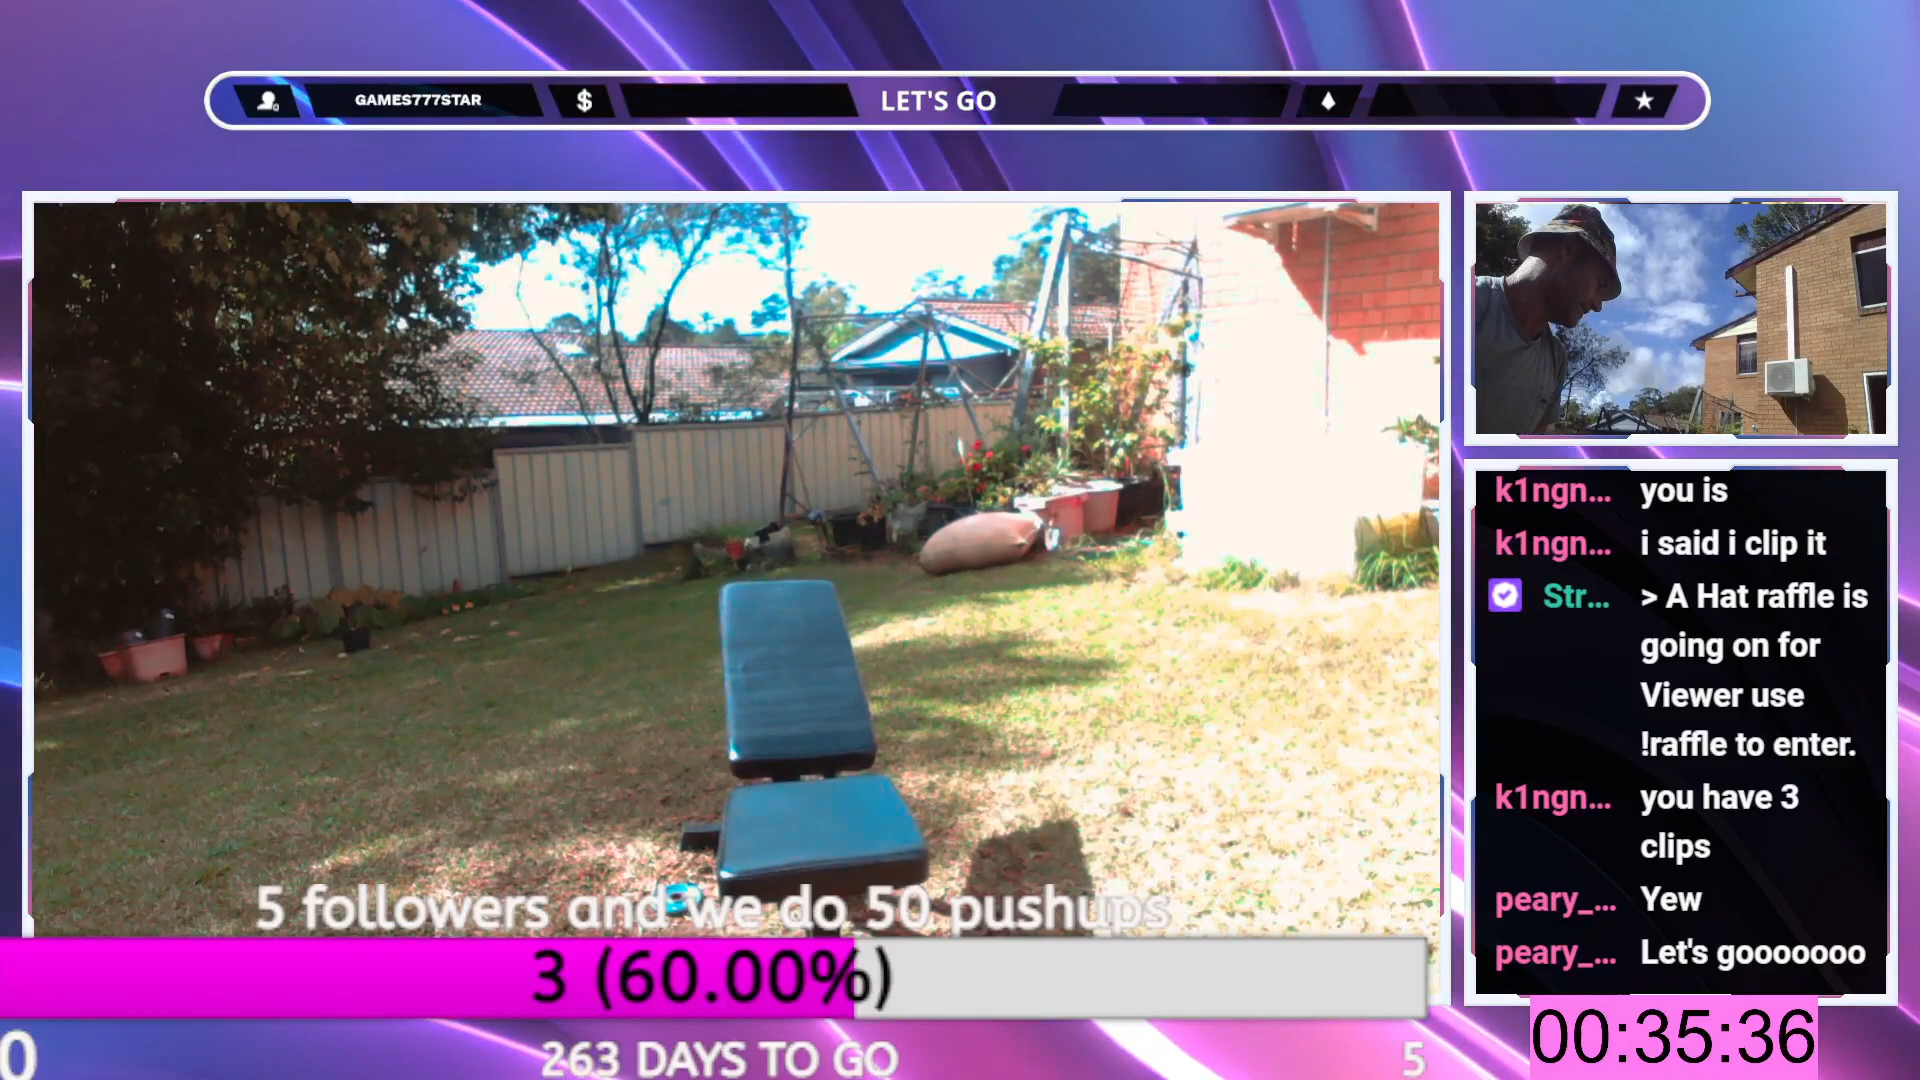 GAMES777STAR
$
LET'S GO
k1ngn... you is
k1ngn... i said i clip it
Str... > A Hat raffle is
going on for
Viewer use
!raffle to enter.
k1ngn... you have 3
clips
peary_... Yew
peary_... Let's gooooooo
5 followers and we do 50 pushups
3 (60.00%)
0
263 DAYS TO GO
5
00:35:36